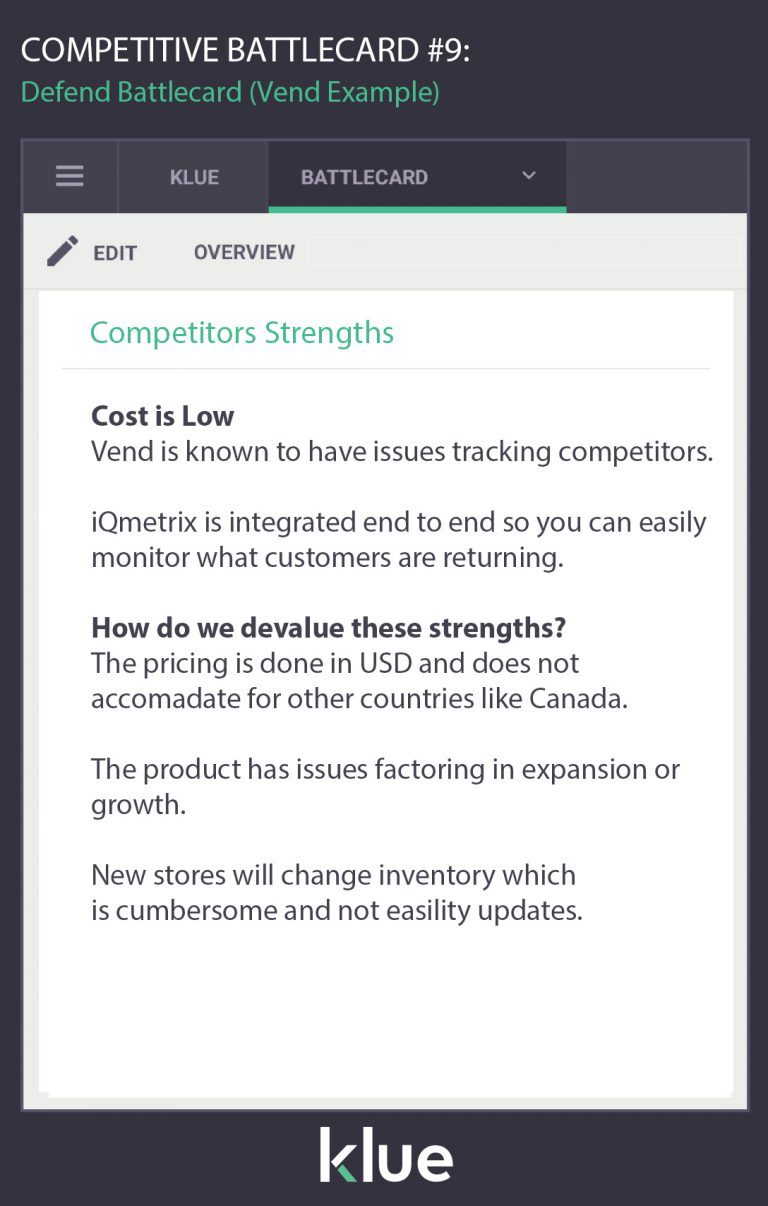 COMPETITIVE BATTLECARD #9:
Defend Battlecard (Vend Example)
KLUE
BATTLECARD
EDIT
OVERVIEW
Competitors Strengths
Cost is Low
Vend is known to have issues tracking competitors.
iQmetrix is integrated end to end so you can easily
monitor what customers are returning.
How do we devalue these strengths?
The pricing is done in USD and does not
accomadate for other countries like Canada.
The product has issues factoring in expansion or
growth.
New stores will change inventory which
is cumbersome and not easility updates.
klue